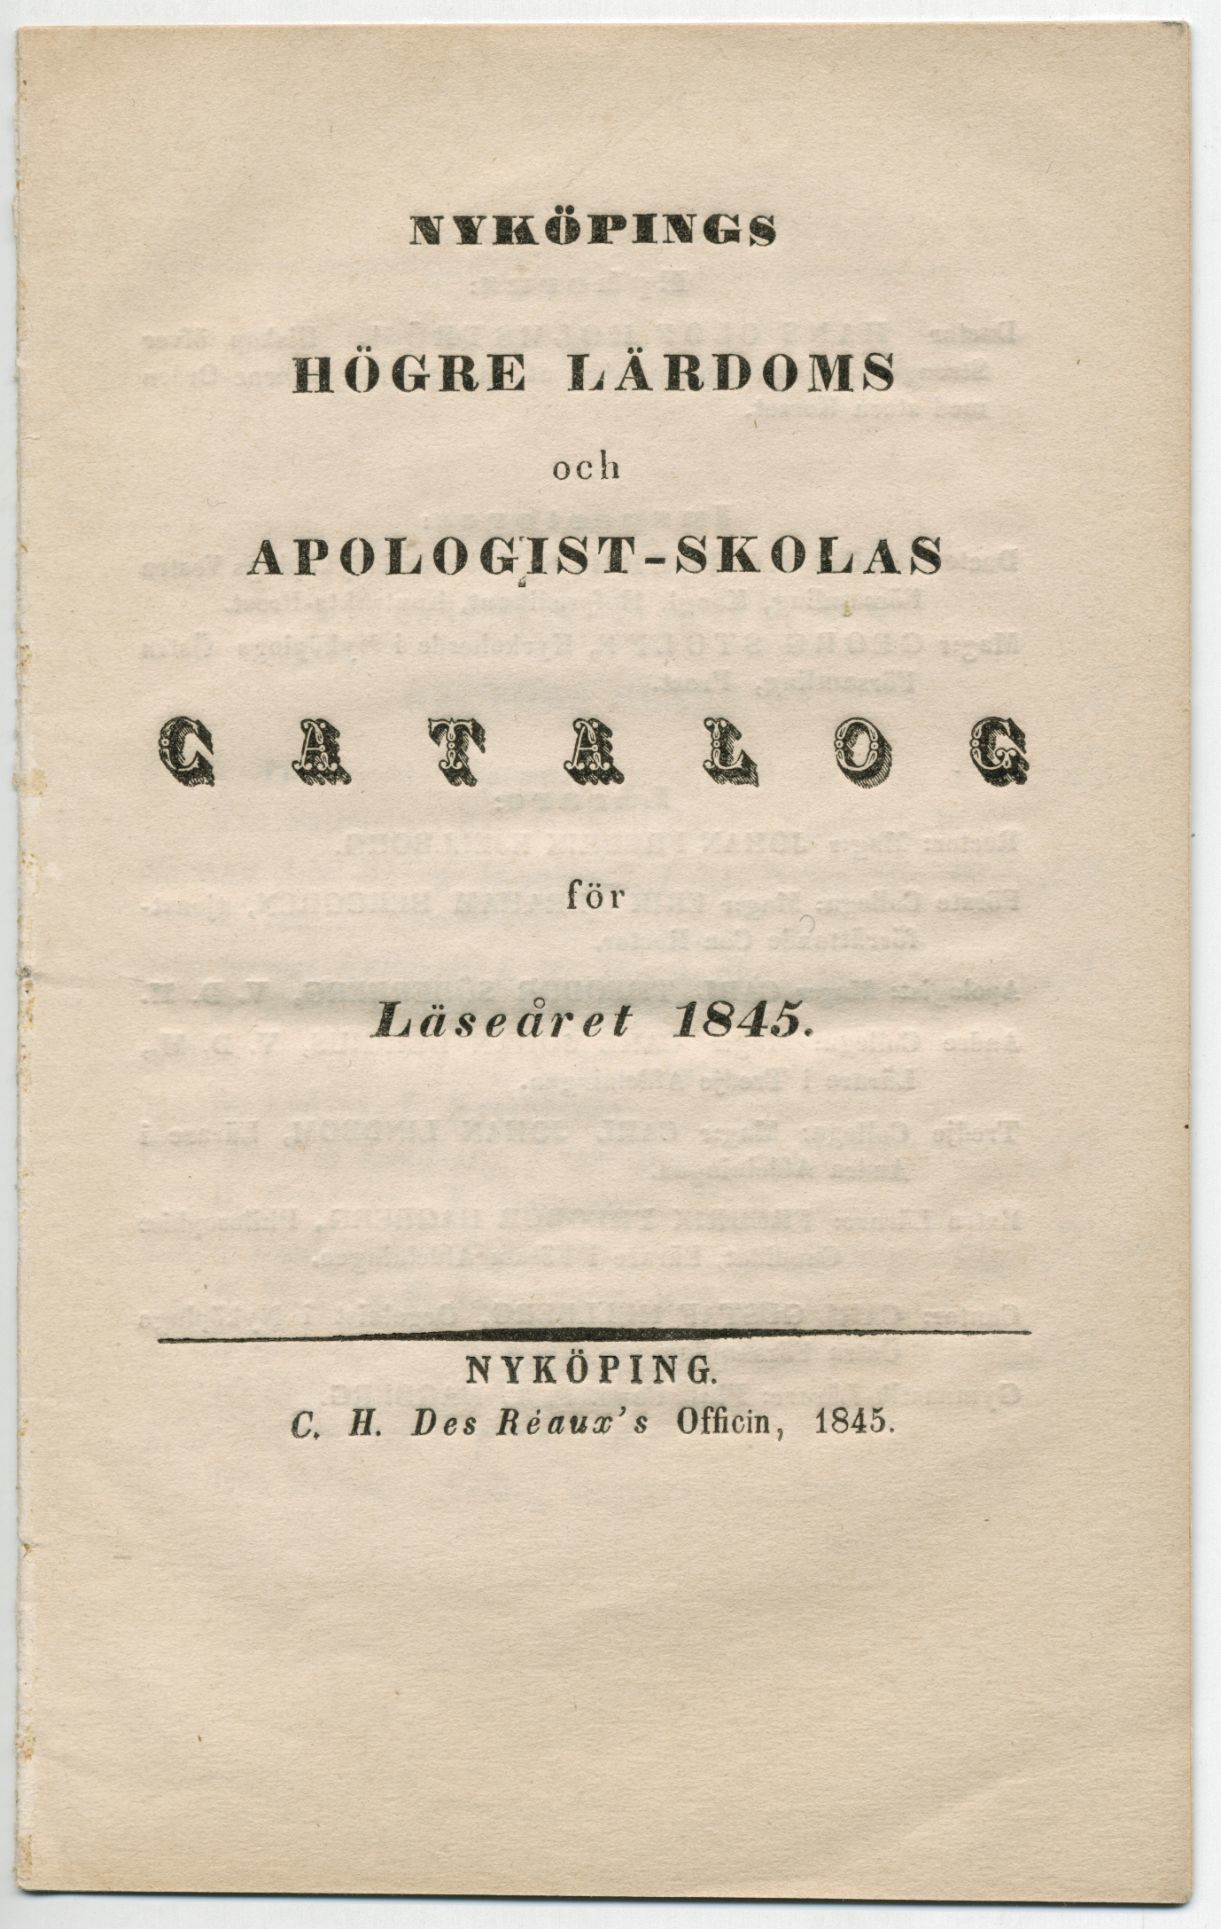 NYKÖPINGS
HÖGRE LÄRDOMS
och
APOLOGIST-SKOLAS
CATALOG
för
Läseåret 1845.
NYKÖPING.
C. H. Des Réaux's Officin, 1845.